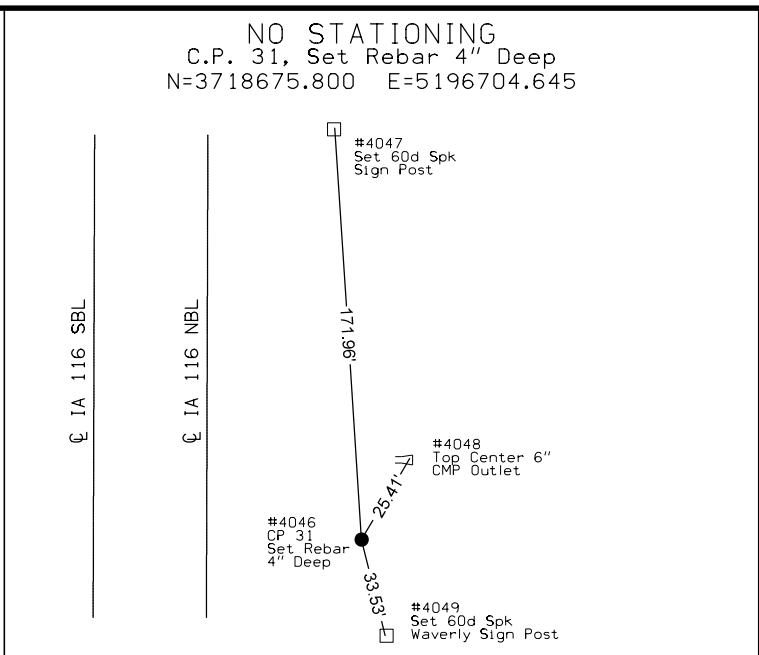 NO STATIONING
C.P. 31, Set Rebar 4" Deep
N=3718675.800 E=5196704.645
#4047
Set 60d Spk
Sign Post
171.96'
℄ IA 116 SBL
℄ IA 116 NBL
#4048
Top Center 6"
CMP Outlet
25.41'
#4046
CP 31
Set Rebar
4" Deep
33.53'
#4049
Set 60d Spk
Waverly Sign Post